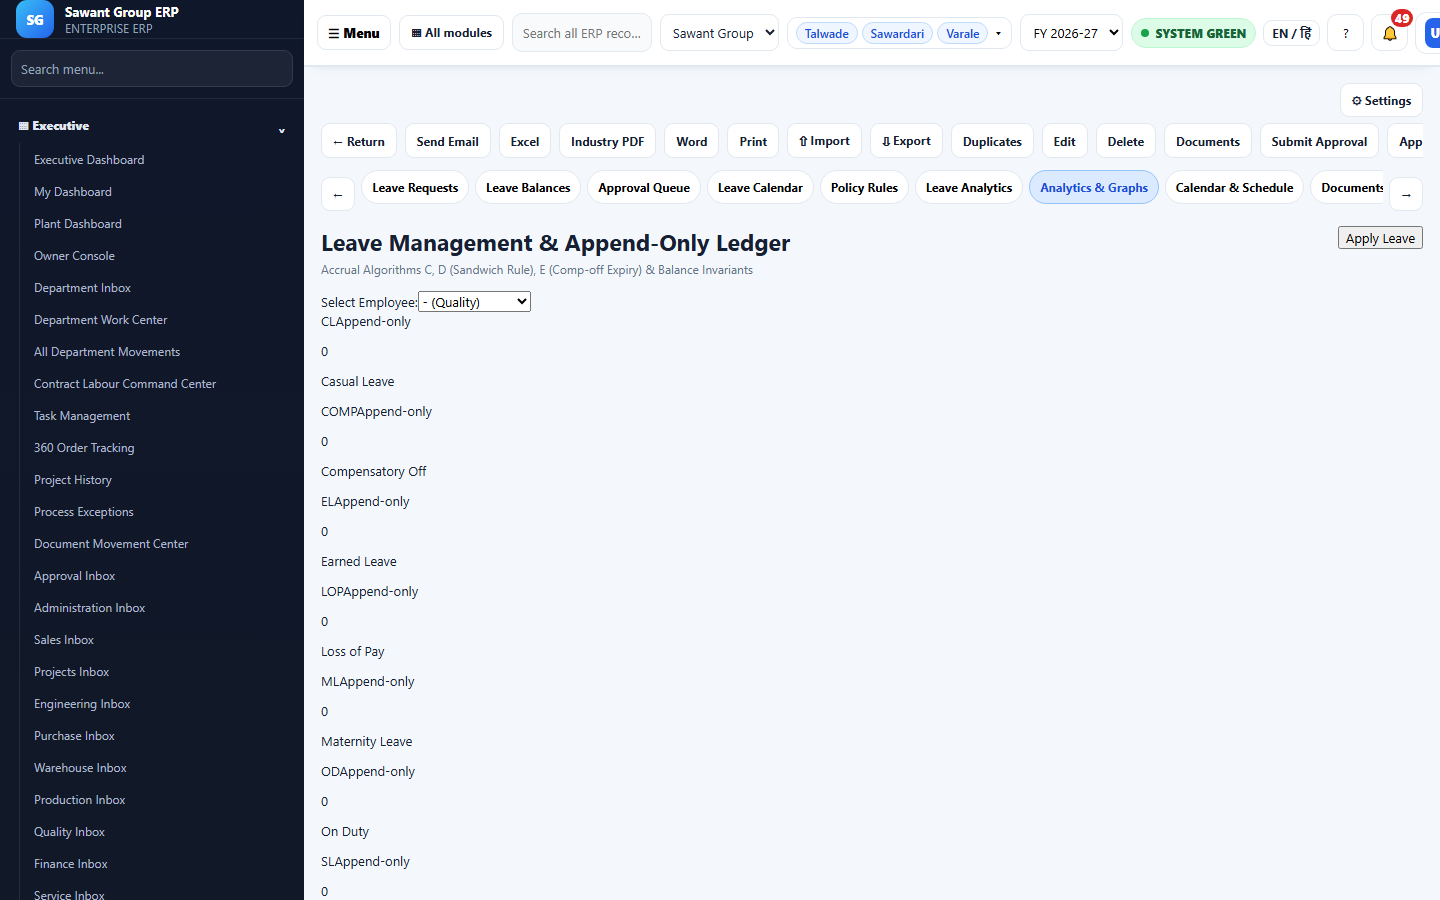 SG
Sawant Group ERP
ENTERPRISE ERP
☰ Menu
▦ All modules
Search all ERP reco...
Sawant Group
Talwade
Sawardari
Varale
FY 2026-27
SYSTEM GREEN
EN / हिं
?
49
U
Search menu...
▦ Executive
Executive Dashboard
My Dashboard
Plant Dashboard
Owner Console
Department Inbox
Department Work Center
All Department Movements
Contract Labour Command Center
Task Management
360 Order Tracking
Project History
Process Exceptions
Document Movement Center
Approval Inbox
Administration Inbox
Sales Inbox
Projects Inbox
Engineering Inbox
Purchase Inbox
Warehouse Inbox
Production Inbox
Quality Inbox
Finance Inbox
Service Inbox
⚙ Settings
← Return
Send Email
Excel
Industry PDF
Word
Print
⇧ Import
⇩ Export
Duplicates
Edit
Delete
Documents
Submit Approval
App
←
Leave Requests
Leave Balances
Approval Queue
Leave Calendar
Policy Rules
Leave Analytics
Analytics & Graphs
Calendar & Schedule
Documents
→
Leave Management & Append-Only Ledger
Apply Leave
Accrual Algorithms C, D (Sandwich Rule), E (Comp-off Expiry) & Balance Invariants
Select Employee: - (Quality)
CLAppend-only
0
Casual Leave
COMPAppend-only
0
Compensatory Off
ELAppend-only
0
Earned Leave
LOPAppend-only
0
Loss of Pay
MLAppend-only
0
Maternity Leave
ODAppend-only
0
On Duty
SLAppend-only
0